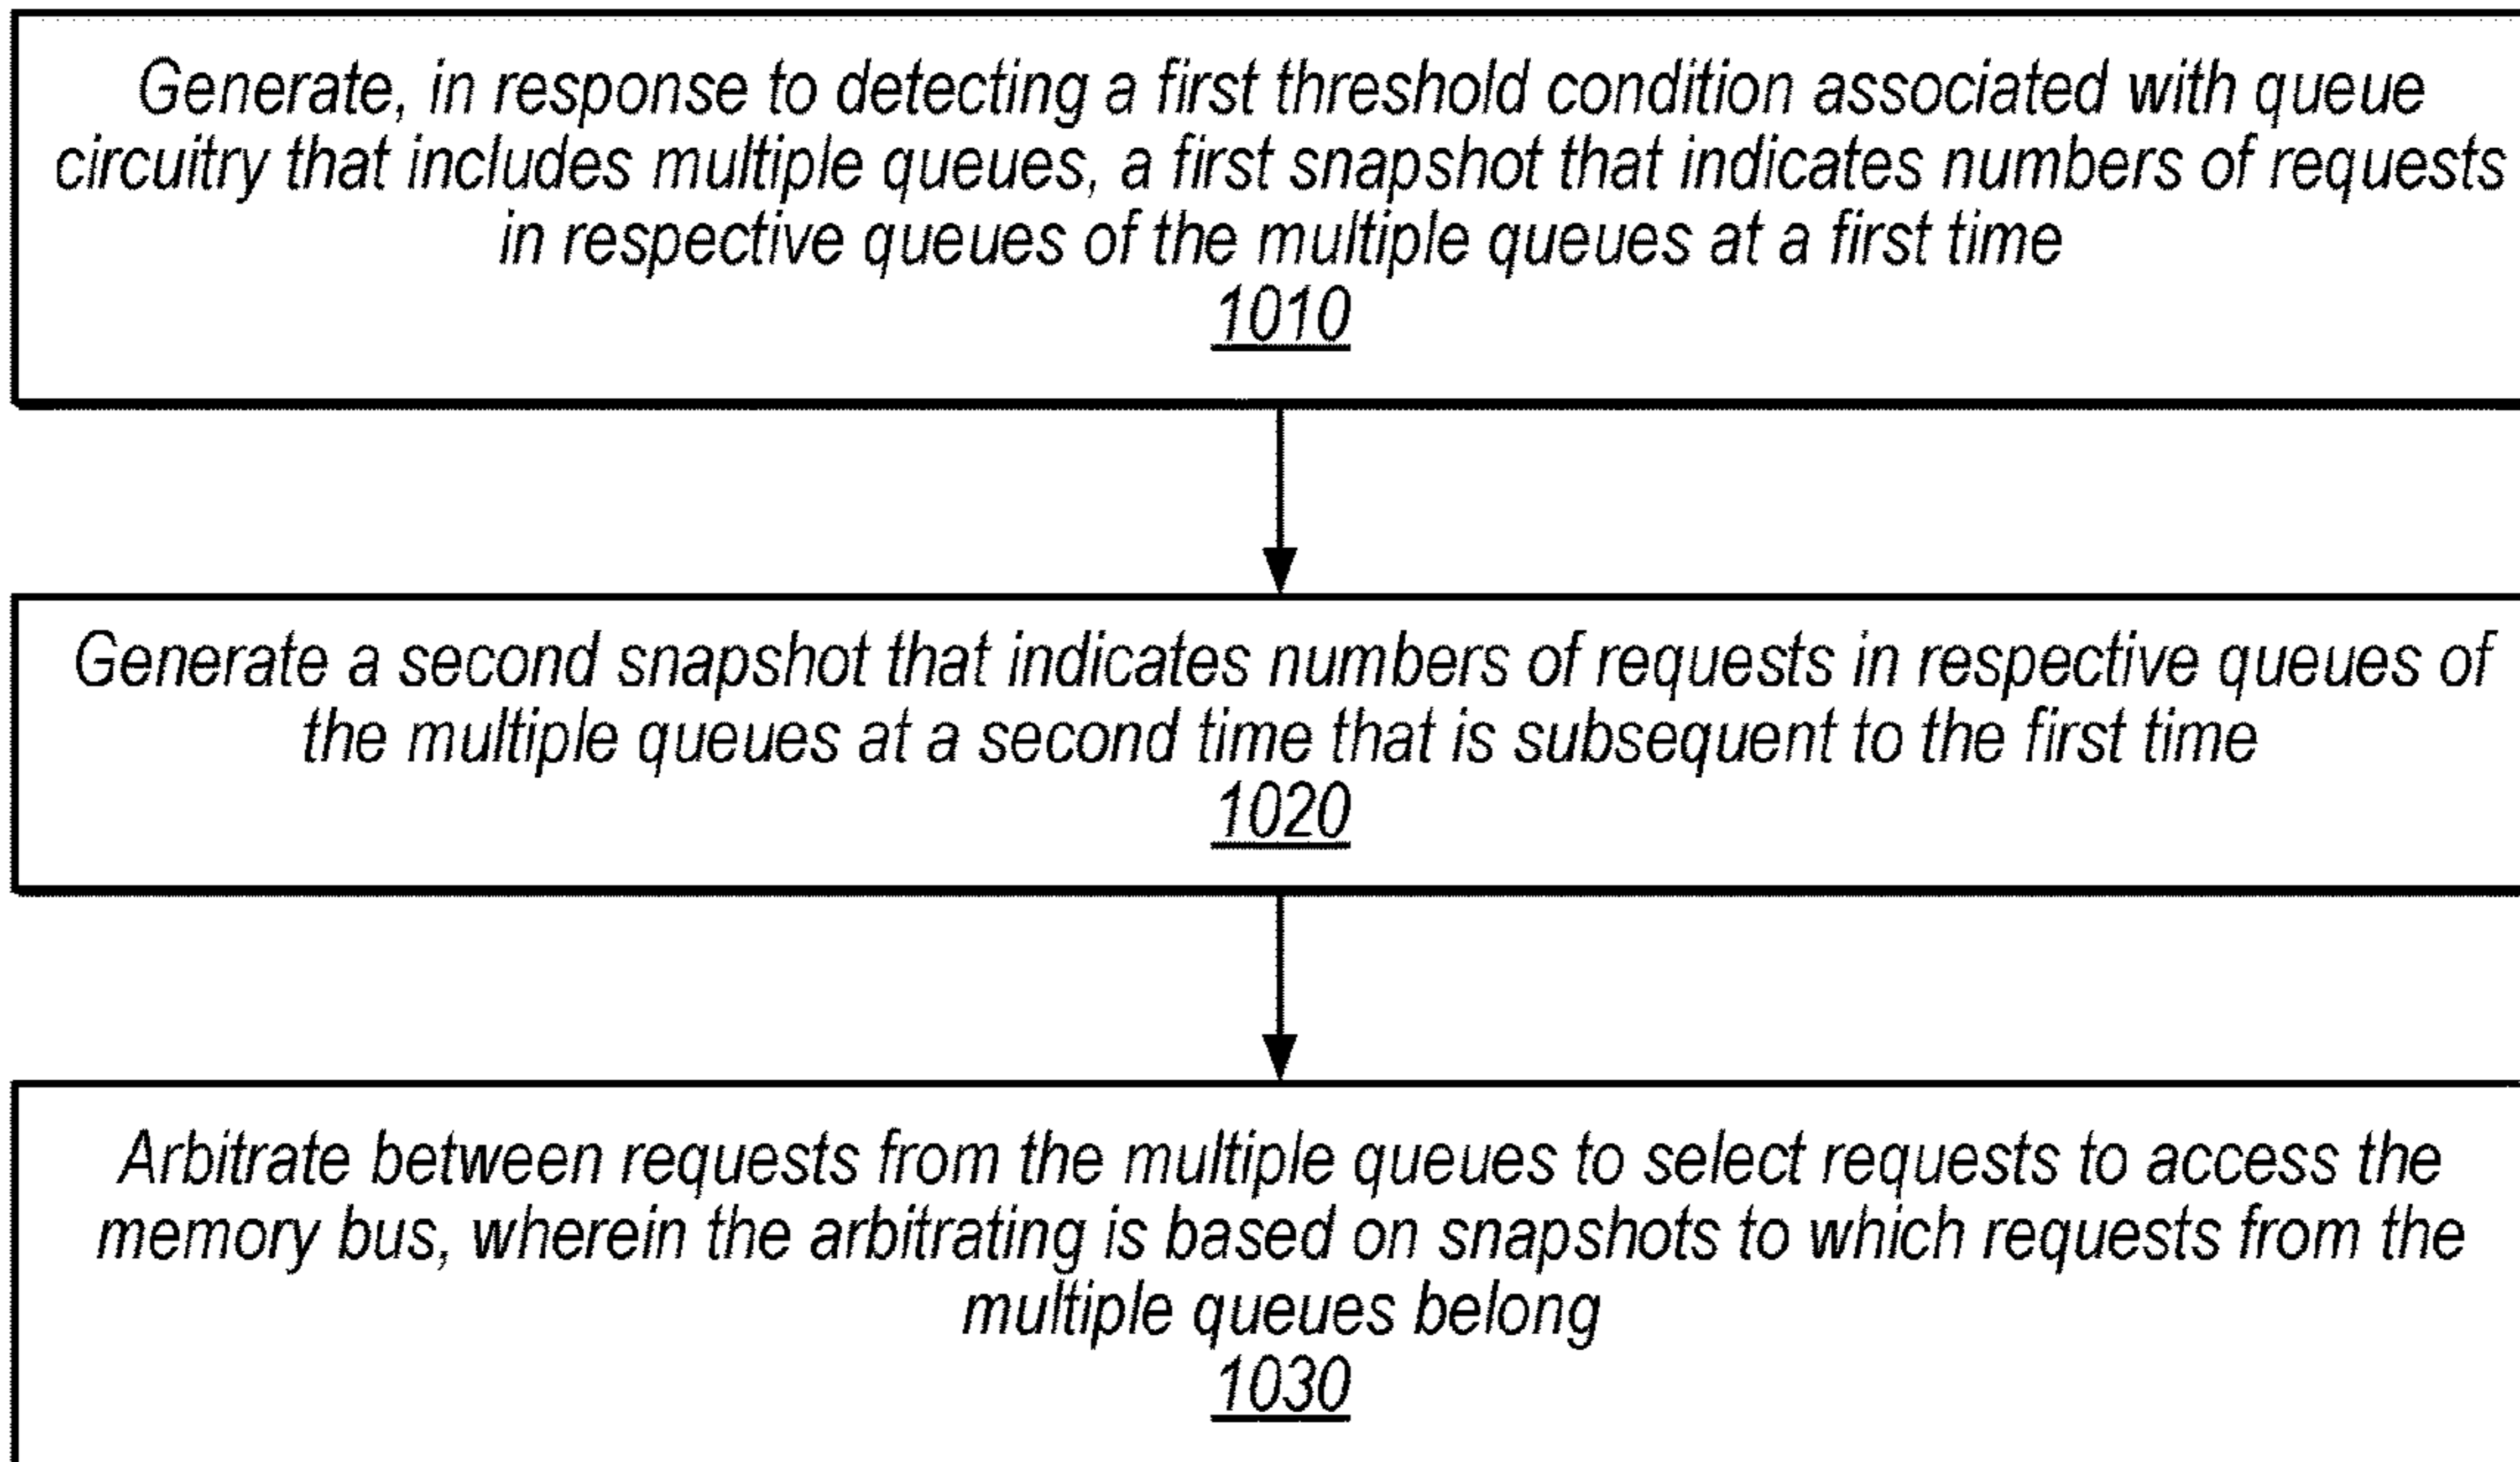 Generate, in response to detecting a first threshold condition associated with queue
circuitry that includes multiple queues, a first snapshot that indicates numbers of requests
in respective queues of the multiple queues at a first time
1010
Generate a second snapshot that indicates numbers of requests in respective queues of
the multiple queues at a second time that is subsequent to the first time
1020
Arbitrate between requests from the multiple queues to select requests to access the
memory bus, wherein the arbitrating is based on snapshots to which requests from the
multiple queues belong
1030